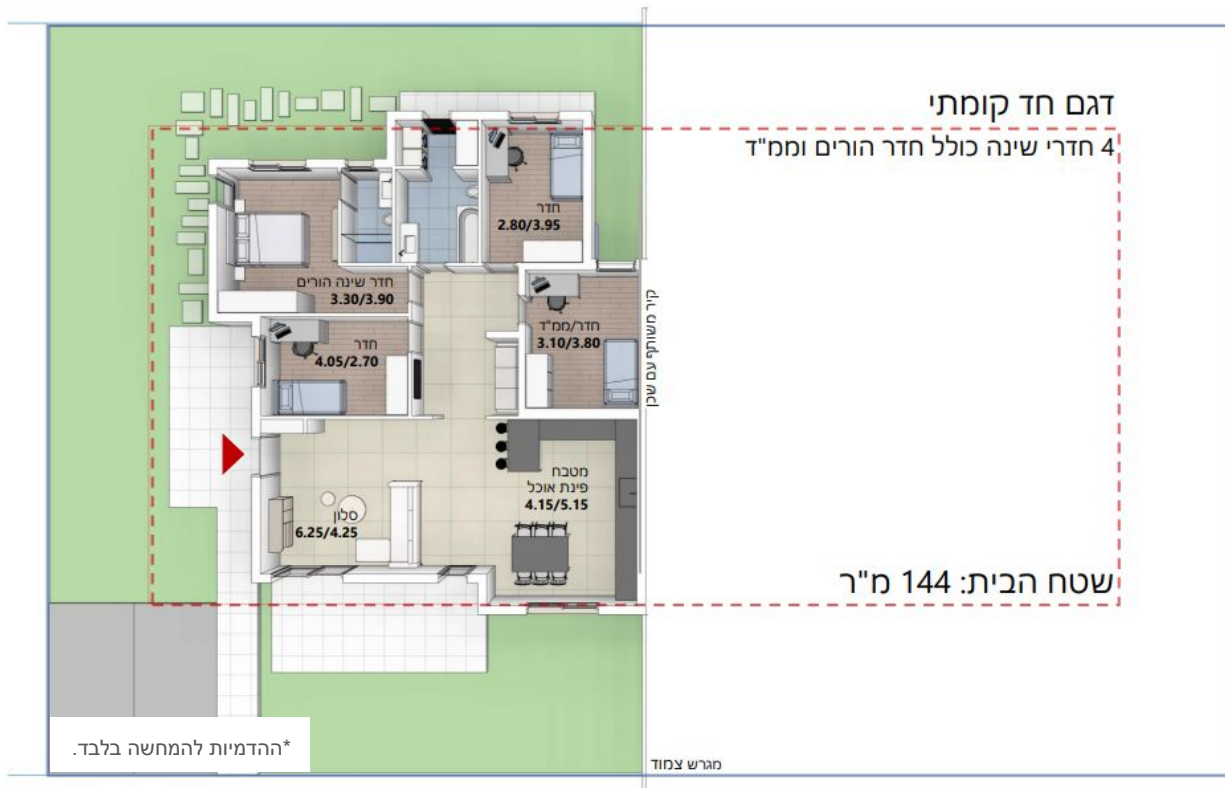 דגם חד קומתי
4 חדרי שינה כולל חדר הורים וממ"ד
חדר
2.80/3.95
חדר שינה הורים
3.30/3.90
חדר/ממ"ד
3.10/3.80
חדר
4.05/2.70
קיר משותף עם שכן
מטבח
פינת אוכל
4.15/5.15
סלון
6.25/4.25
שטח הבית: 144 מ"ר
*ההדמיות להמחשה בלבד.
מגרש צמוד